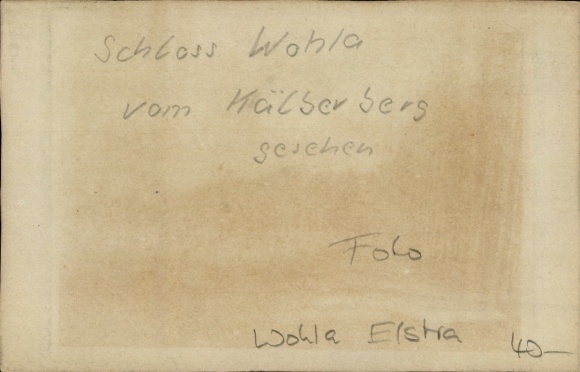 Schloss Wohla
vom Kälberberg
gesehen
Foto
Wohla Elstra 40-